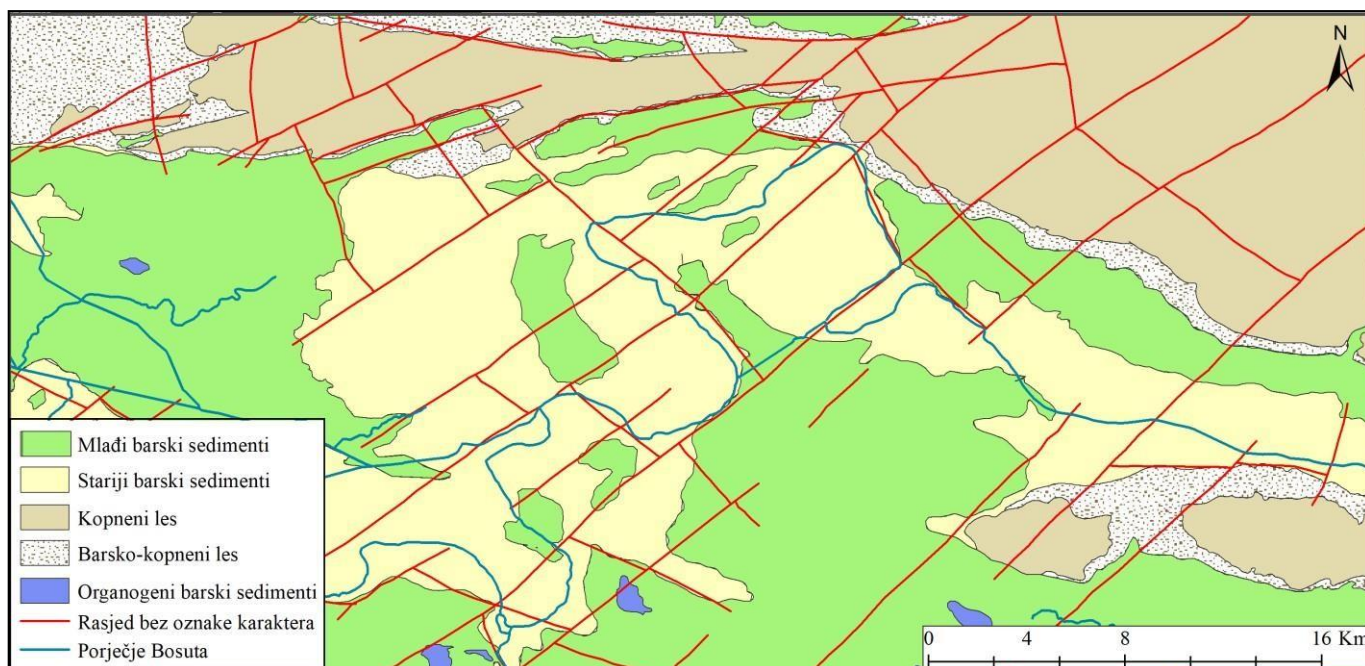 N
Mlađi barski sedimenti
Stariji barski sedimenti
Kopneni les
Barsko-kopneni les
Organogeni barski sedimenti
Rasjed bez oznake karaktera
Porječje Bosuta
0 4 8 16 Km